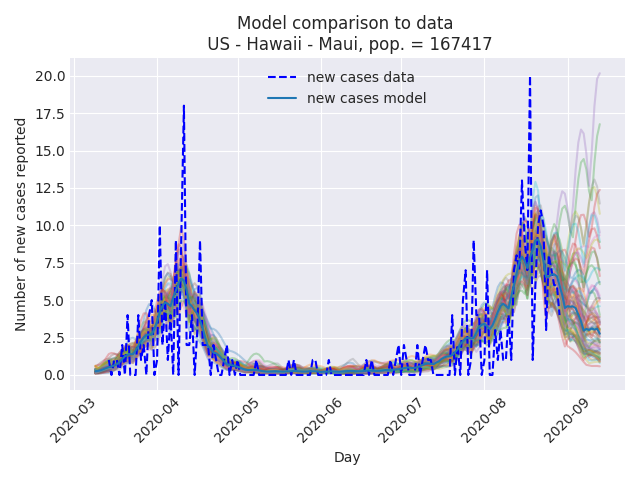 Model comparison to data
US - Hawaii - Maui, pop. = 167417
new cases data
new cases model
Number of new cases reported
20.0
17.5
15.0
12.5
10.0
7.5
5.0
2.5
0.0
2020-03
2020-04
2020-05
2020-06
2020-07
2020-08
2020-09
Day